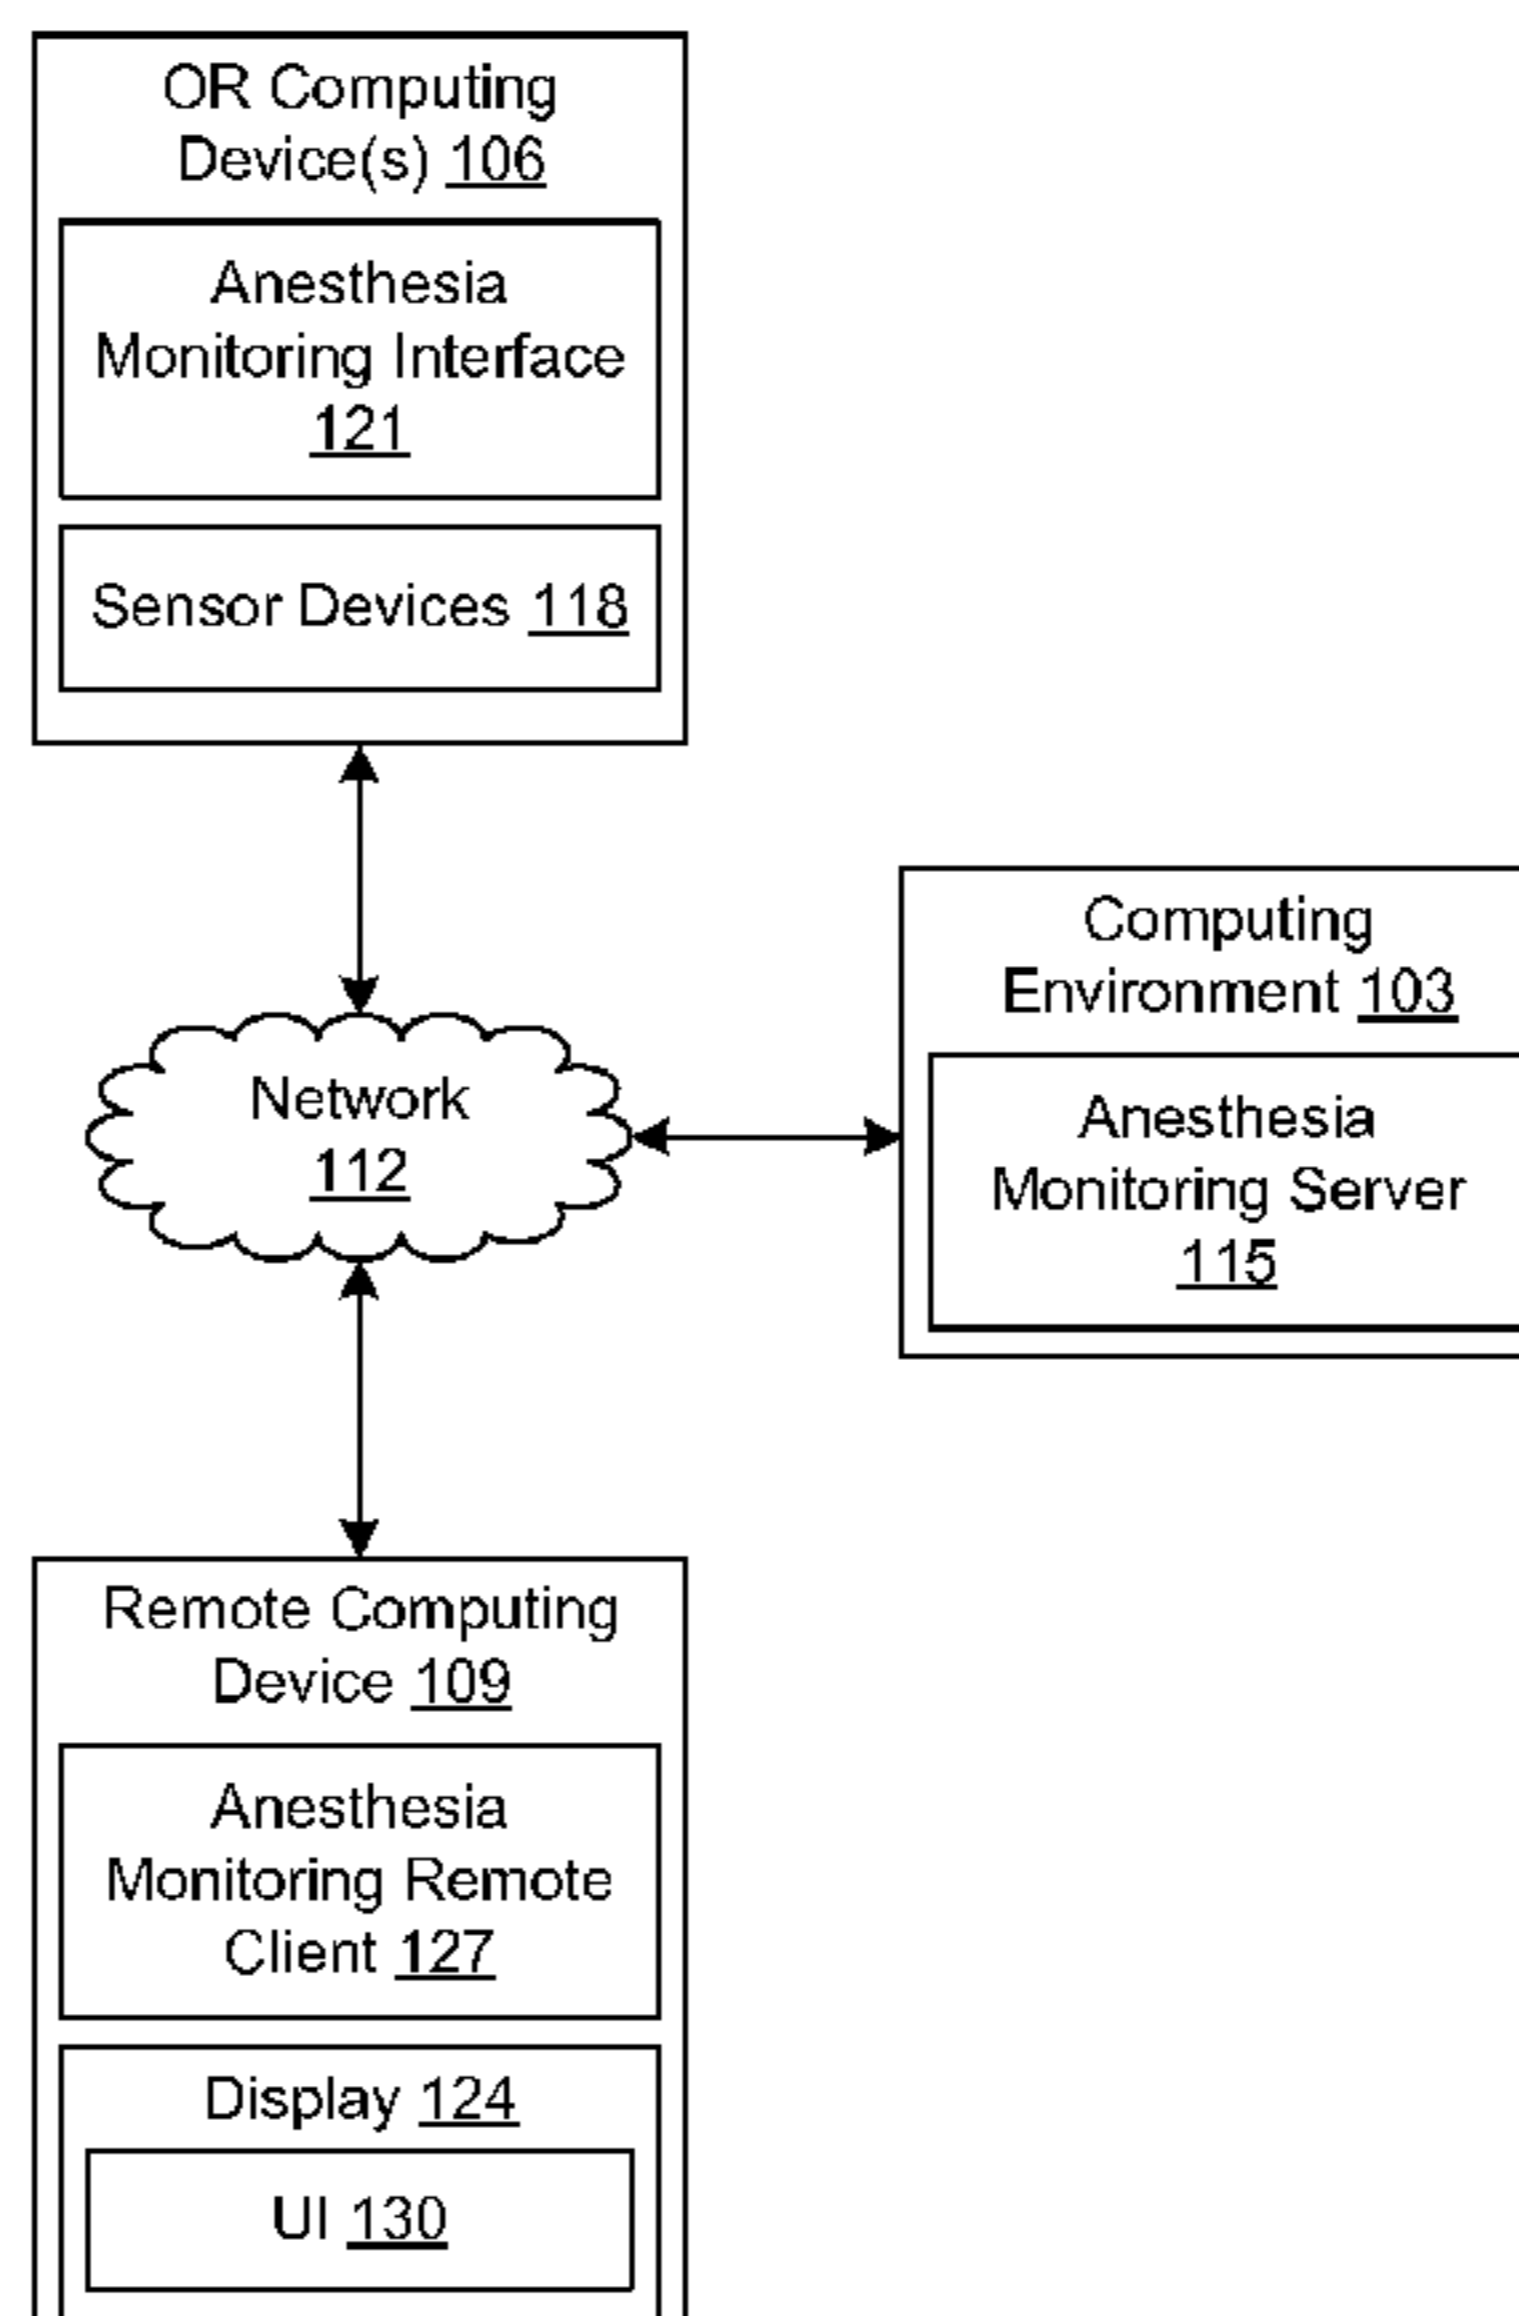 OR Computing
Device(s) 106
Anesthesia
Monitoring Interface
121
Sensor Devices 118
Network
112
Computing
Environment 103
Anesthesia
Monitoring Server
115
Remote Computing
Device 109
Anesthesia
Monitoring Remote
Client 127
Display 124
UI 130